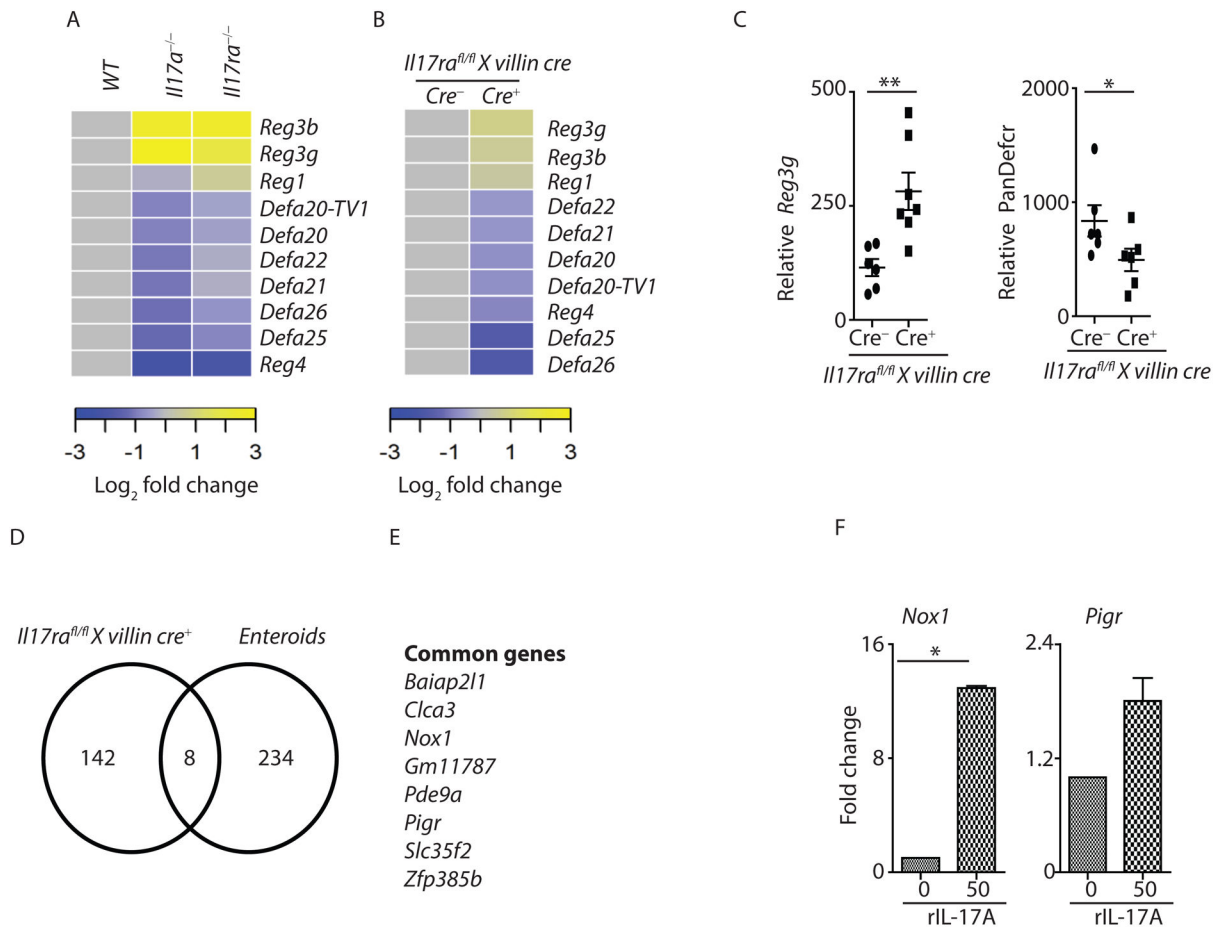 A
WT
Il17a⁻/⁻
Il17ra⁻/⁻
Reg3b
Reg3g
Reg1
Defa20-TV1
Defa20
Defa22
Defa21
Defa26
Defa25
Reg4
-3 -1 1 3
Log₂ fold change
B
Il17raᶠˡ/ᶠˡ X villin cre
Cre⁻ Cre⁺
Reg3g
Reg3b
Reg1
Defa22
Defa21
Defa20
Defa20-TV1
Reg4
Defa25
Defa26
-3 -1 1 3
Log₂ fold change
C
Relative Reg3g
500
250
0
**
Cre⁻ Cre⁺
Il17raᶠˡ/ᶠˡ X villin cre
Relative PanDefcr
2000
1000
0
*
Cre⁻ Cre⁺
Il17raᶠˡ/ᶠˡ X villin cre
D
Il17raᶠˡ/ᶠˡ X villin cre⁺
Enteroids
142 8 234
E
Common genes
Baiap2l1
Clca3
Nox1
Gm11787
Pde9a
Pigr
Slc35f2
Zfp385b
F
Nox1
Fold change
16
8
0
*
0 50
rIL-17A
Pigr
2.4
1.2
0
0 50
rIL-17A